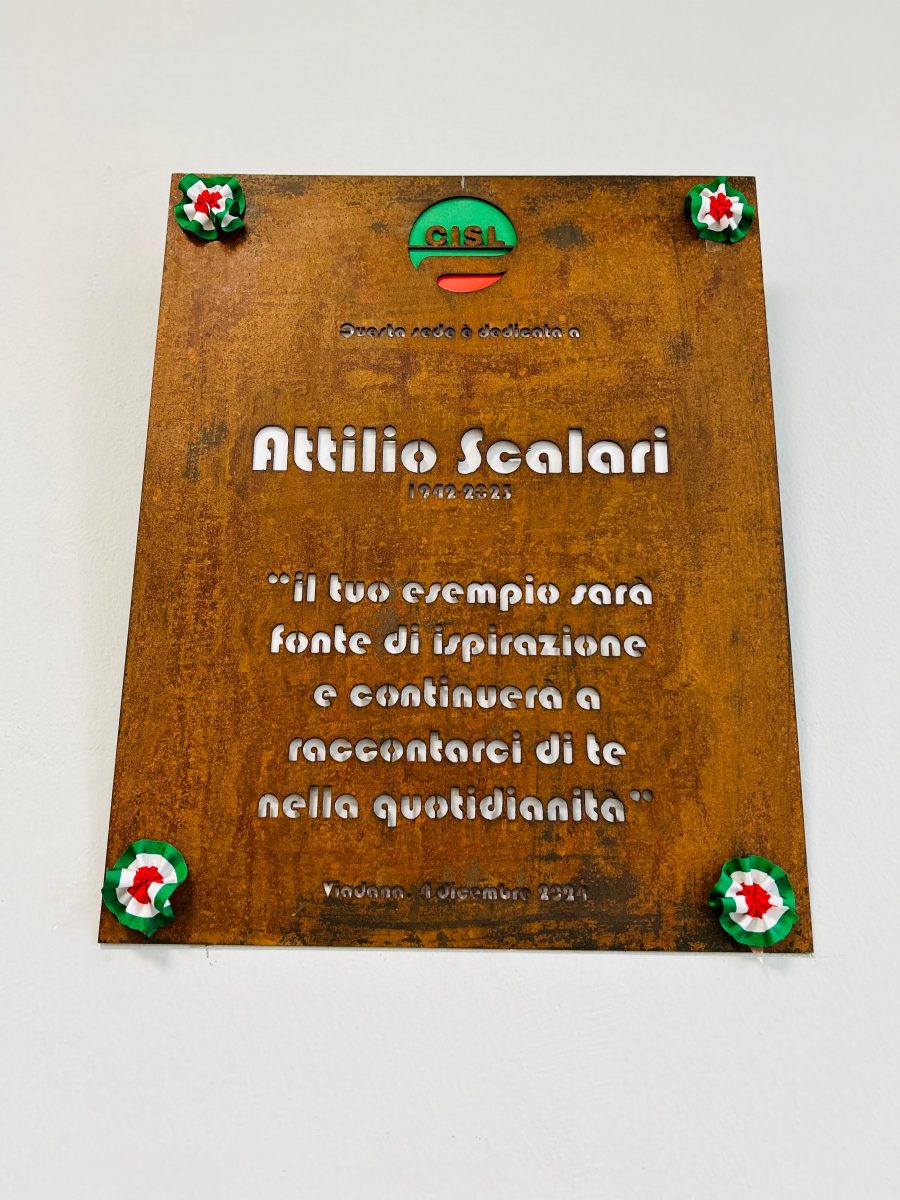 CISL
Questa sede è dedicata a
Attilio Scalari
1942-2023
"il tuo esempio sarà
fonte di ispirazione
e continuerà a
raccontarci di te
nella quotidianità"
Viadana, 4 dicembre 2024